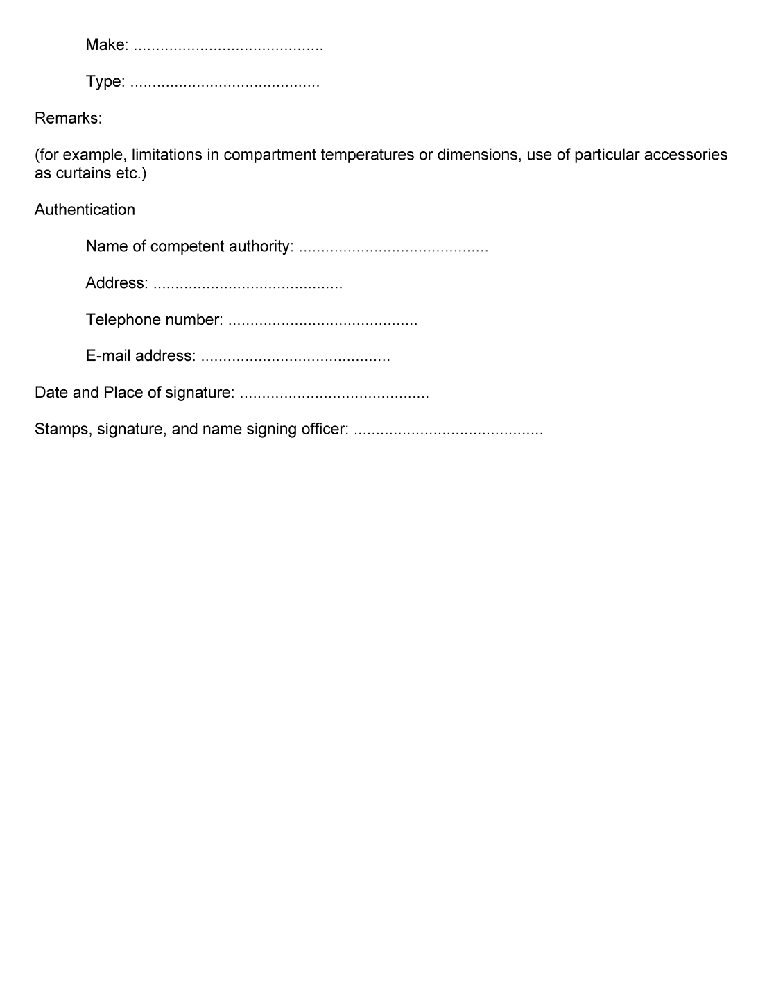 Make: ...........................................
Type: ...........................................
Remarks:
(for example, limitations in compartment temperatures or dimensions, use of particular accessories
as curtains etc.)
Authentication
Name of competent authority: ...........................................
Address: ...........................................
Telephone number: ...........................................
E-mail address: ...........................................
Date and Place of signature: ...........................................
Stamps, signature, and name signing officer: ...........................................